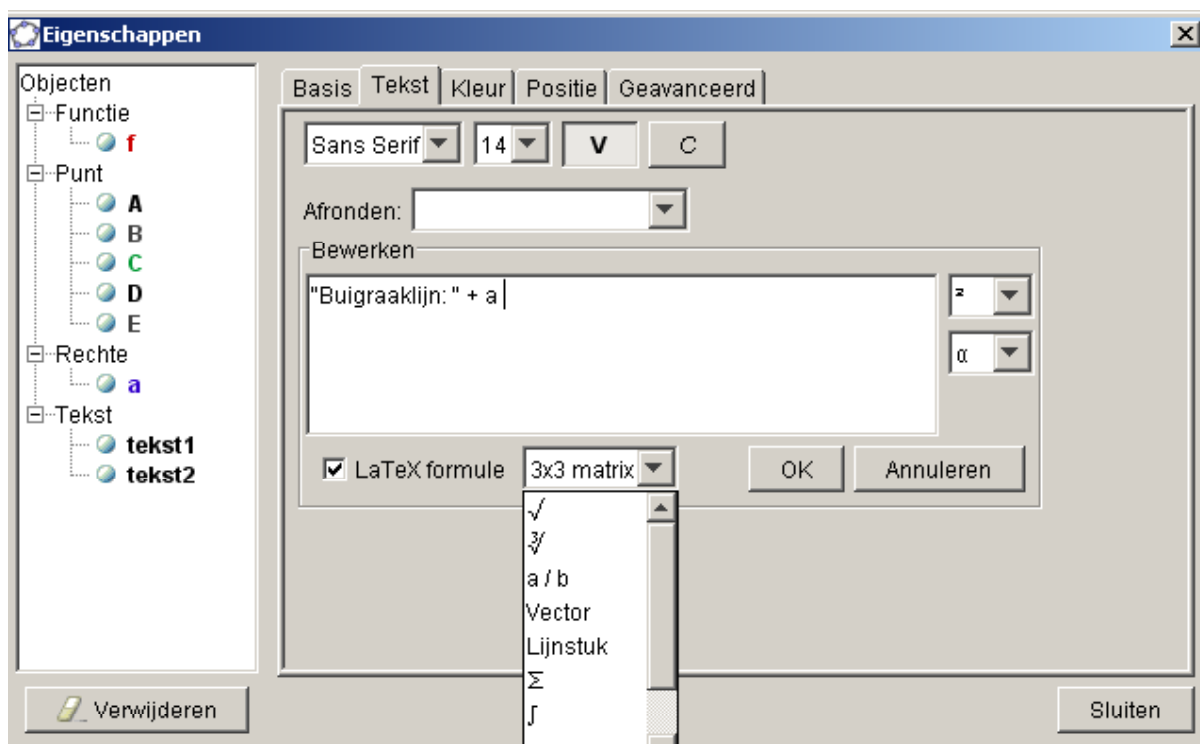 Eigenschappen
Objecten
Functie
f
Punt
A
B
C
D
E
Rechte
a
Tekst
tekst1
tekst2
Verwijderen
Basis Tekst Kleur Positie Geavanceerd
Sans Serif 14 V C
Afronden:
Bewerken
"Buigraaklijn: " + a
²
α
LaTeX formule 3x3 matrix OK Annuleren
√
∛
a / b
Vector
Lijnstuk
Σ
∫
Sluiten